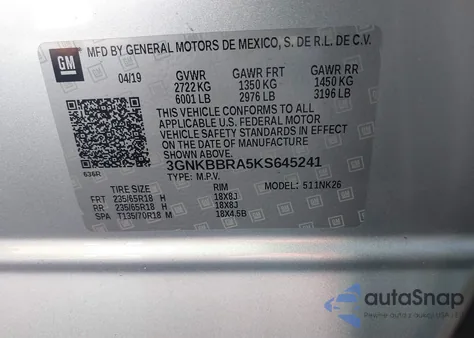 GM
MFD BY GENERAL MOTORS DE MEXICO, S. DE R.L. DE C.V.
04/19 GVWR GAWR FRT GAWR RR
2722 KG 1350 KG 1450 KG
6001 LB 2976 LB 3196 LB
THIS VEHICLE CONFORMS TO ALL
APPLICABLE U.S. FEDERAL MOTOR
VEHICLE SAFETY STANDARDS IN
EFFECT ON THE DATE OF MANUFACTURE
SHOWN ABOVE.
3GNKBBRA5KS645241
636R
TYPE: M.P.V. MODEL: 511NK26
TIRE SIZE RIM
FRT 235/65R18 H 18X8J
RR 235/65R18 H 18X8J
SPA T135/70R18 M 18X4.5B
autoSnap